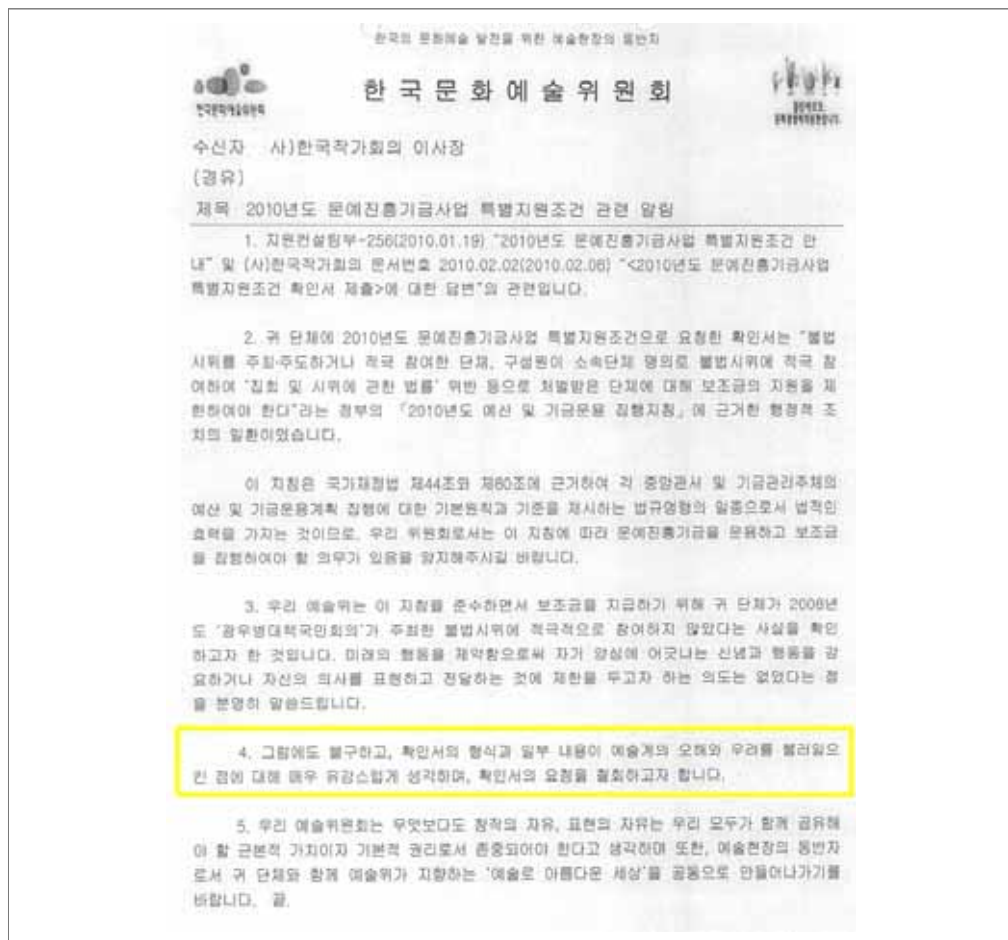 한국의 문화예술 발전을 위한 예술현장의 동반자
한국문화예술위원회
한국문화예술위원회
수신자 사)한국작가회의 이사장
(경유)
제목 2010년도 문예진흥기금사업 특별지원조건 관련 알림
1. 지원컨설팅부-256(2010.01.19) "2010년도 문예진흥기금사업 특별지원조건 안
내" 및 (사)한국작가회의 문서번호 2010.02.02(2010.02.08) "<2010년도 문예진흥기금사업
특별지원조건 확인서 제출>에 대한 답변"의 관련입니다.
2. 귀 단체에 2010년도 문예진흥기금사업 특별지원조건으로 요청한 확인서는 "불법
시위를 주최·주도하거나 적극 참여한 단체, 구성원이 소속단체 명의로 불법시위에 적극 참
여하여 '집회 및 시위에 관한 법률' 위반 등으로 처벌받은 단체에 대해 보조금의 지원을 제
한하여야 한다"라는 정부의 「2010년도 예산 및 기금운용 집행지침」에 근거한 행정적 조
치의 일환이었습니다.
이 지침은 국가재정법 제44조와 제80조에 근거하여 각 중앙관서 및 기금관리주체의
예산 및 기금운용계획 집행에 대한 기본원칙과 기준을 제시하는 법규명령의 일종으로서 법적인
효력을 가지는 것이므로, 우리 위원회로서는 이 지침에 따라 문예진흥기금을 운용하고 보조금
을 집행하여야 할 의무가 있음을 양지해주시길 바랍니다.
3. 우리 예술위는 이 지침을 준수하면서 보조금을 지급하기 위해 귀 단체가 2008년
도 '광우병대책국민회의'가 주최한 불법시위에 적극적으로 참여하지 않았다는 사실을 확인
하고자 한 것입니다. 미래의 행동을 제약함으로써 자기 양심에 어긋나는 신념과 행동을 강
요하거나 자신의 의사를 표현하고 전달하는 것에 제한을 두고자 하는 의도는 없었다는 점
을 분명히 말씀드립니다.
4. 그럼에도 불구하고, 확인서의 형식과 일부 내용이 예술계의 오해와 우려를 불러일으
킨 점에 대해 매우 유감스럽게 생각하며, 확인서의 요청을 철회하고자 합니다.
5. 우리 예술위원회는 무엇보다도 창작의 자유, 표현의 자유는 우리 모두가 함께 공유해
야 할 근본적 가치이자 기본적 권리로서 존중되어야 한다고 생각하며 또한, 예술현장의 동반자
로서 귀 단체와 함께 예술위가 지향하는 '예술로 아름다운 세상'을 공동으로 만들어나가기를
바랍니다. 끝.